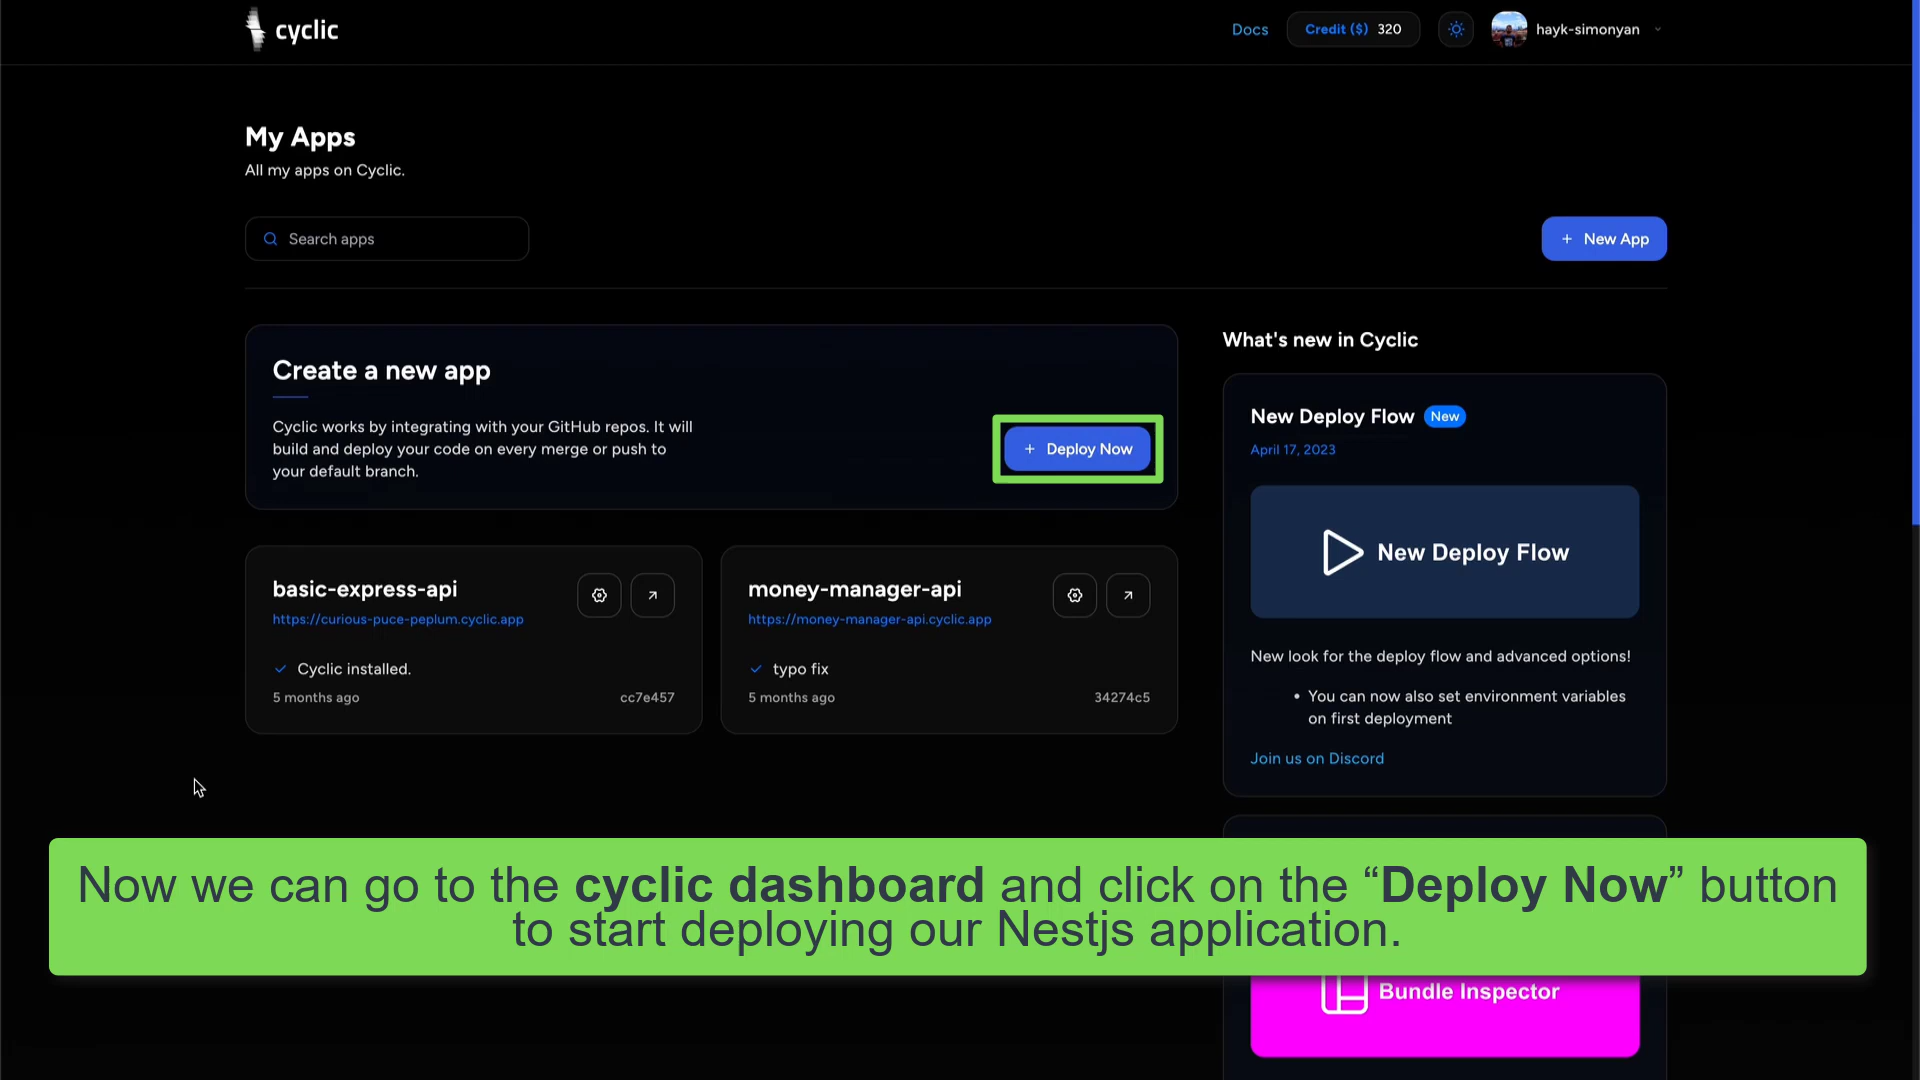 cyclic
Docs
Credit ($) 320
hayk-simonyan
My Apps
All my apps on Cyclic.
Search apps
+ New App
Create a new app
Cyclic works by integrating with your GitHub repos. It will
build and deploy your code on every merge or push to
your default branch.
+ Deploy Now
basic-express-api
https://curious-puce-peplum.cyclic.app
Cyclic installed.
5 months ago
cc7e457
money-manager-api
https://money-manager-api.cyclic.app
typo fix
5 months ago
34274c5
What's new in Cyclic
New Deploy Flow New
April 17, 2023
New Deploy Flow
New look for the deploy flow and advanced options!
• You can now also set environment variables
on first deployment
Join us on Discord
Now we can go to the cyclic dashboard and click on the “Deploy Now” button
to start deploying our Nestjs application.
Bundle Inspector